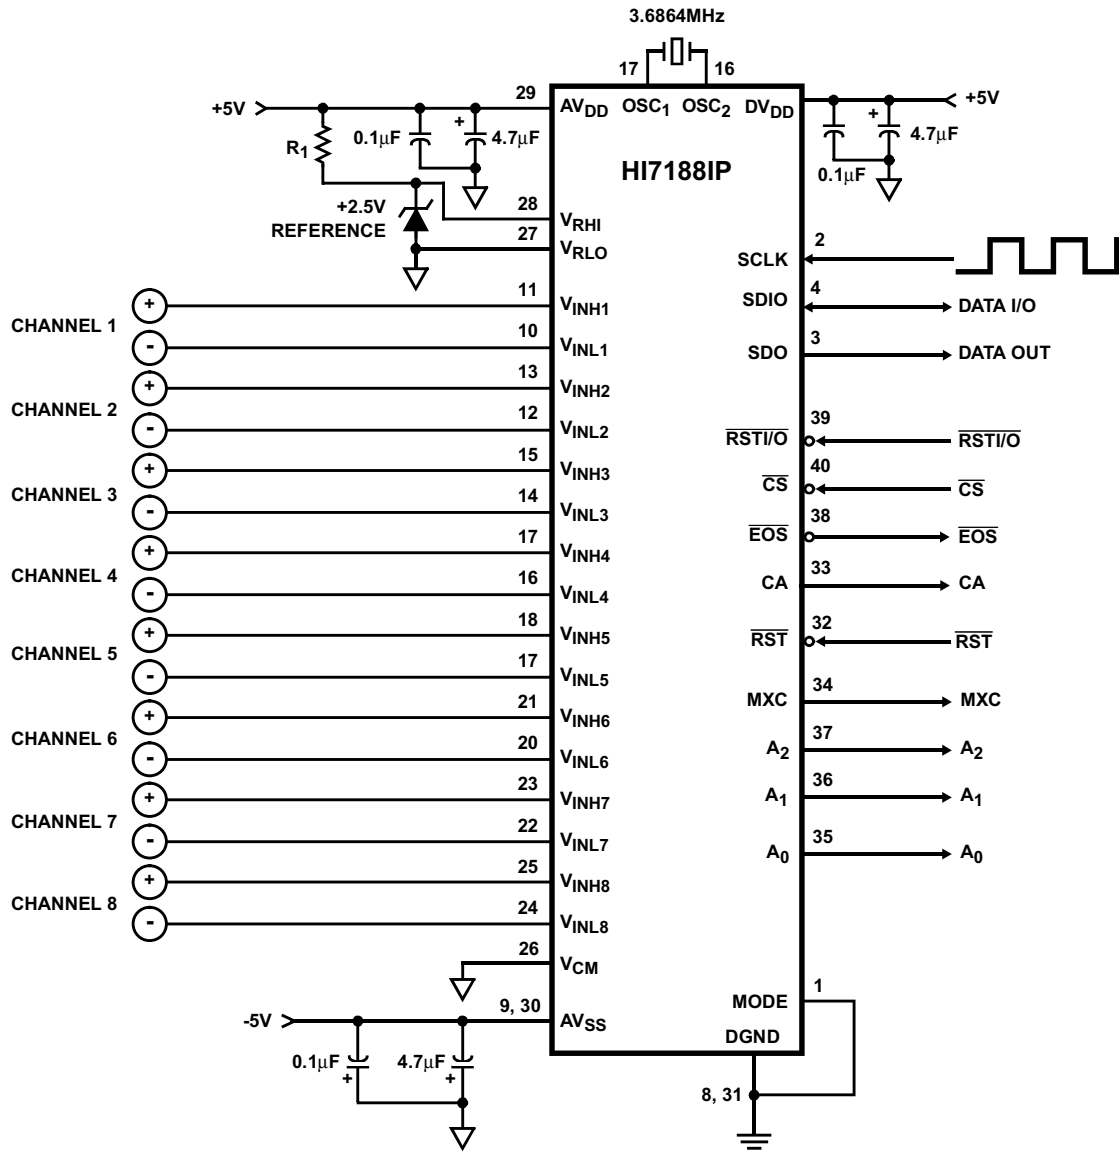 3.6864MHz
17 16
+5V 29 AVDD OSC1 OSC2 DVDD +5V
R1 0.1μF + 4.7μF HI7188IP 0.1μF + 4.7μF
+2.5V
REFERENCE
28 VRHI
27 VRLO
SCLK 2
SDIO 4 DATA I/O
SDO 3 DATA OUT
CHANNEL 1
+ 11 VINH1
- 10 VINL1
CHANNEL 2
+ 13 VINH2
- 12 VINL2
CHANNEL 3
+ 15 VINH3
- 14 VINL3
CHANNEL 4
+ 17 VINH4
- 16 VINL4
CHANNEL 5
+ 18 VINH5
- 17 VINL5
CHANNEL 6
+ 21 VINH6
- 20 VINL6
CHANNEL 7
+ 23 VINH7
- 22 VINL7
CHANNEL 8
+ 25 VINH8
- 24 VINL8
26 VCM
-5V 9, 30 AVSS
0.1μF + 4.7μF +
RSTI/O 39 RSTI/O
CS 40 CS
EOS 38 EOS
CA 33 CA
RST 32 RST
MXC 34 MXC
A2 37 A2
A1 36 A1
A0 35 A0
MODE 1
DGND
8, 31